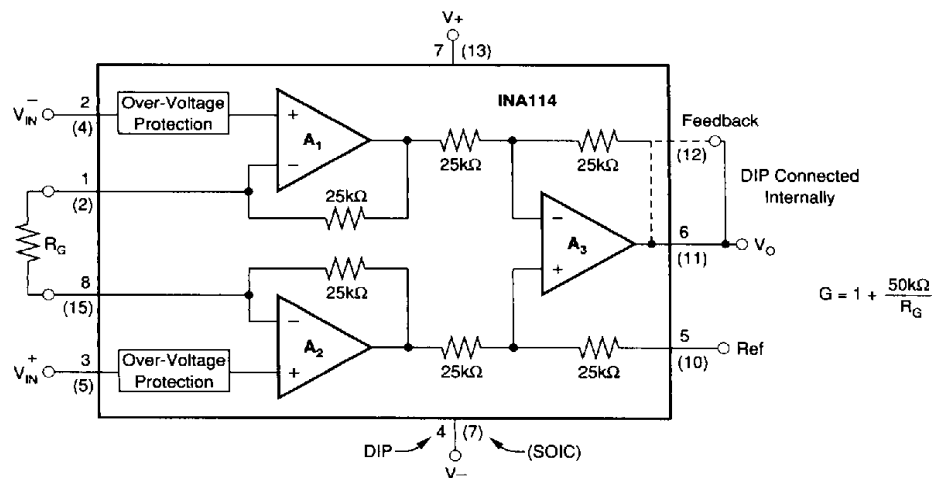 V+
7 (13)
INA114
V̅IN 2
(4)
Over-Voltage
Protection
+
A1
−
25kΩ
25kΩ
Feedback
(12)
DIP Connected
Internally
1
(2)
25kΩ
RG
−
A3
+
6
(11)
VO
G = 1 + 50kΩ
RG
8
(15)
25kΩ
−
A2
+
25kΩ
25kΩ
5
(10)
Ref
V+IN 3
(5)
Over-Voltage
Protection
DIP
4 (7)
(SOIC)
V−